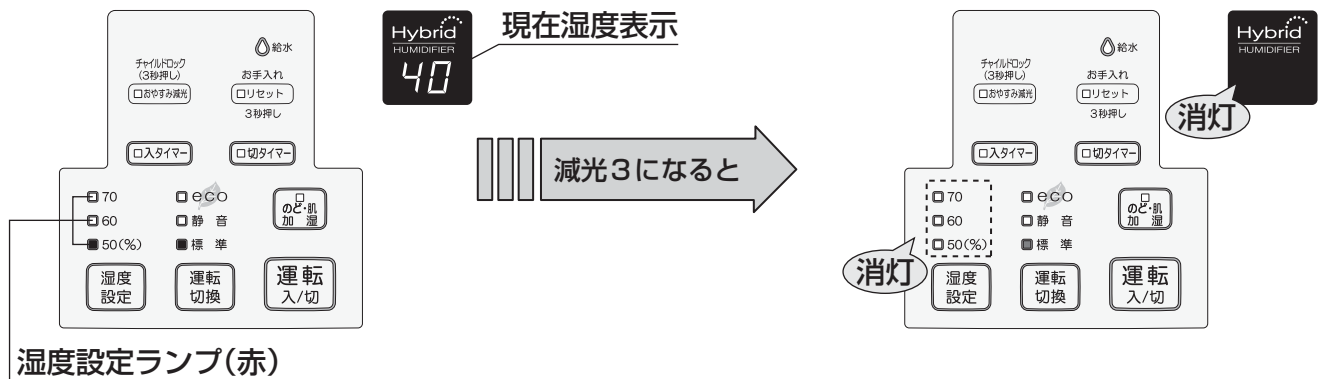 給水
チャイルドロック
(3秒押し)
おやすみ減光
お手入れ
リセット
3秒押し
入タイマー
切タイマー
70
60
50(%)
eco
静 音
標 準
のど・肌
加 湿
湿度
設定
運転
切換
運転
入/切
湿度設定ランプ(赤)
Hybrid
HUMIDIFIER
40
現在湿度表示
減光3になると
給水
チャイルドロック
(3秒押し)
おやすみ減光
お手入れ
リセット
3秒押し
入タイマー
切タイマー
70
60
50(%)
eco
静 音
標 準
のど・肌
加 湿
消灯
湿度
設定
運転
切換
運転
入/切
Hybrid
HUMIDIFIER
消灯